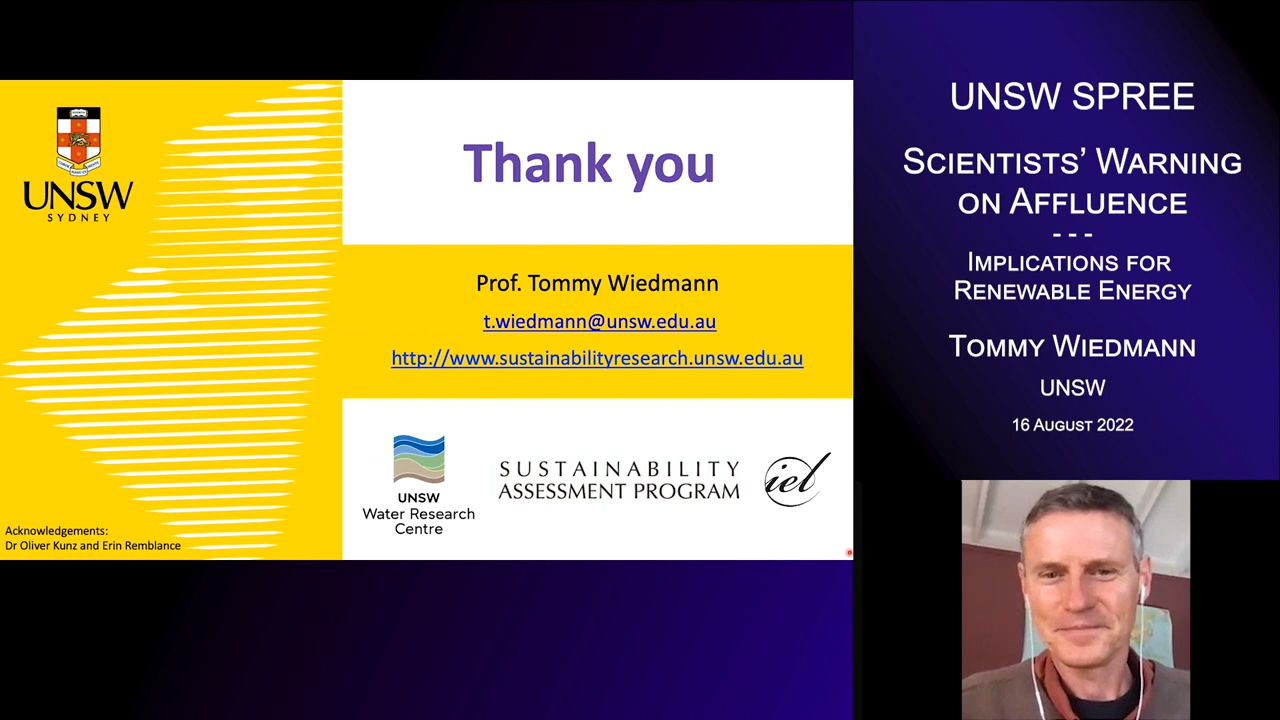 UNSW
SYDNEY
Thank you
Prof. Tommy Wiedmann
t.wiedmann@unsw.edu.au
http://www.sustainabilityresearch.unsw.edu.au
UNSW
Water Research
Centre
SUSTAINABILITY
ASSESSMENT PROGRAM
iel
Acknowledgements:
Dr Oliver Kunz and Erin Remblance
UNSW SPREE
SCIENTISTS’ WARNING
ON AFFLUENCE
- - -
IMPLICATIONS FOR
RENEWABLE ENERGY
TOMMY WIEDMANN
UNSW
16 AUGUST 2022